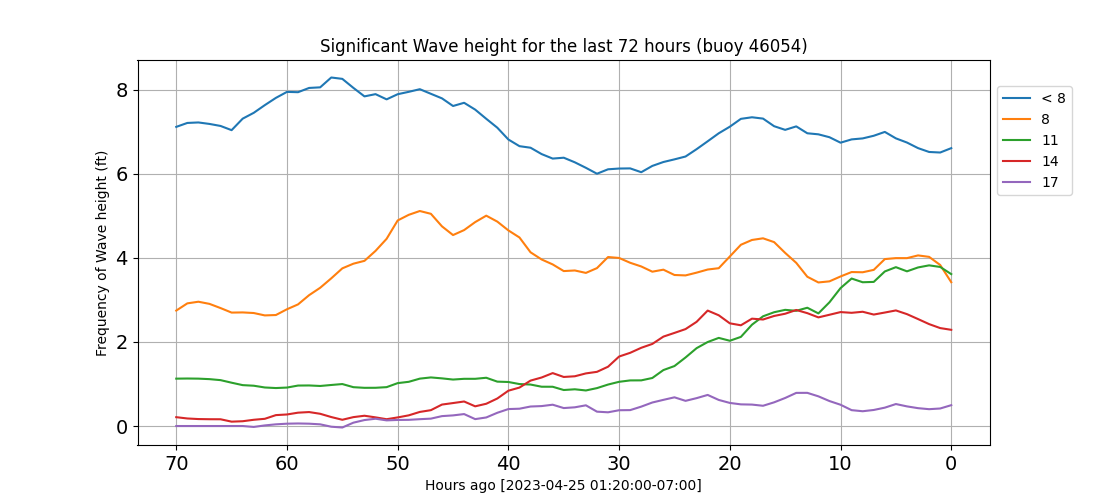 Significant Wave height for the last 72 hours (buoy 46054)
Frequency of Wave height (ft)
8
6
4
2
0
70 60 50 40 30 20 10 0
Hours ago [2023-04-25 01:20:00-07:00]
< 8
8
11
14
17